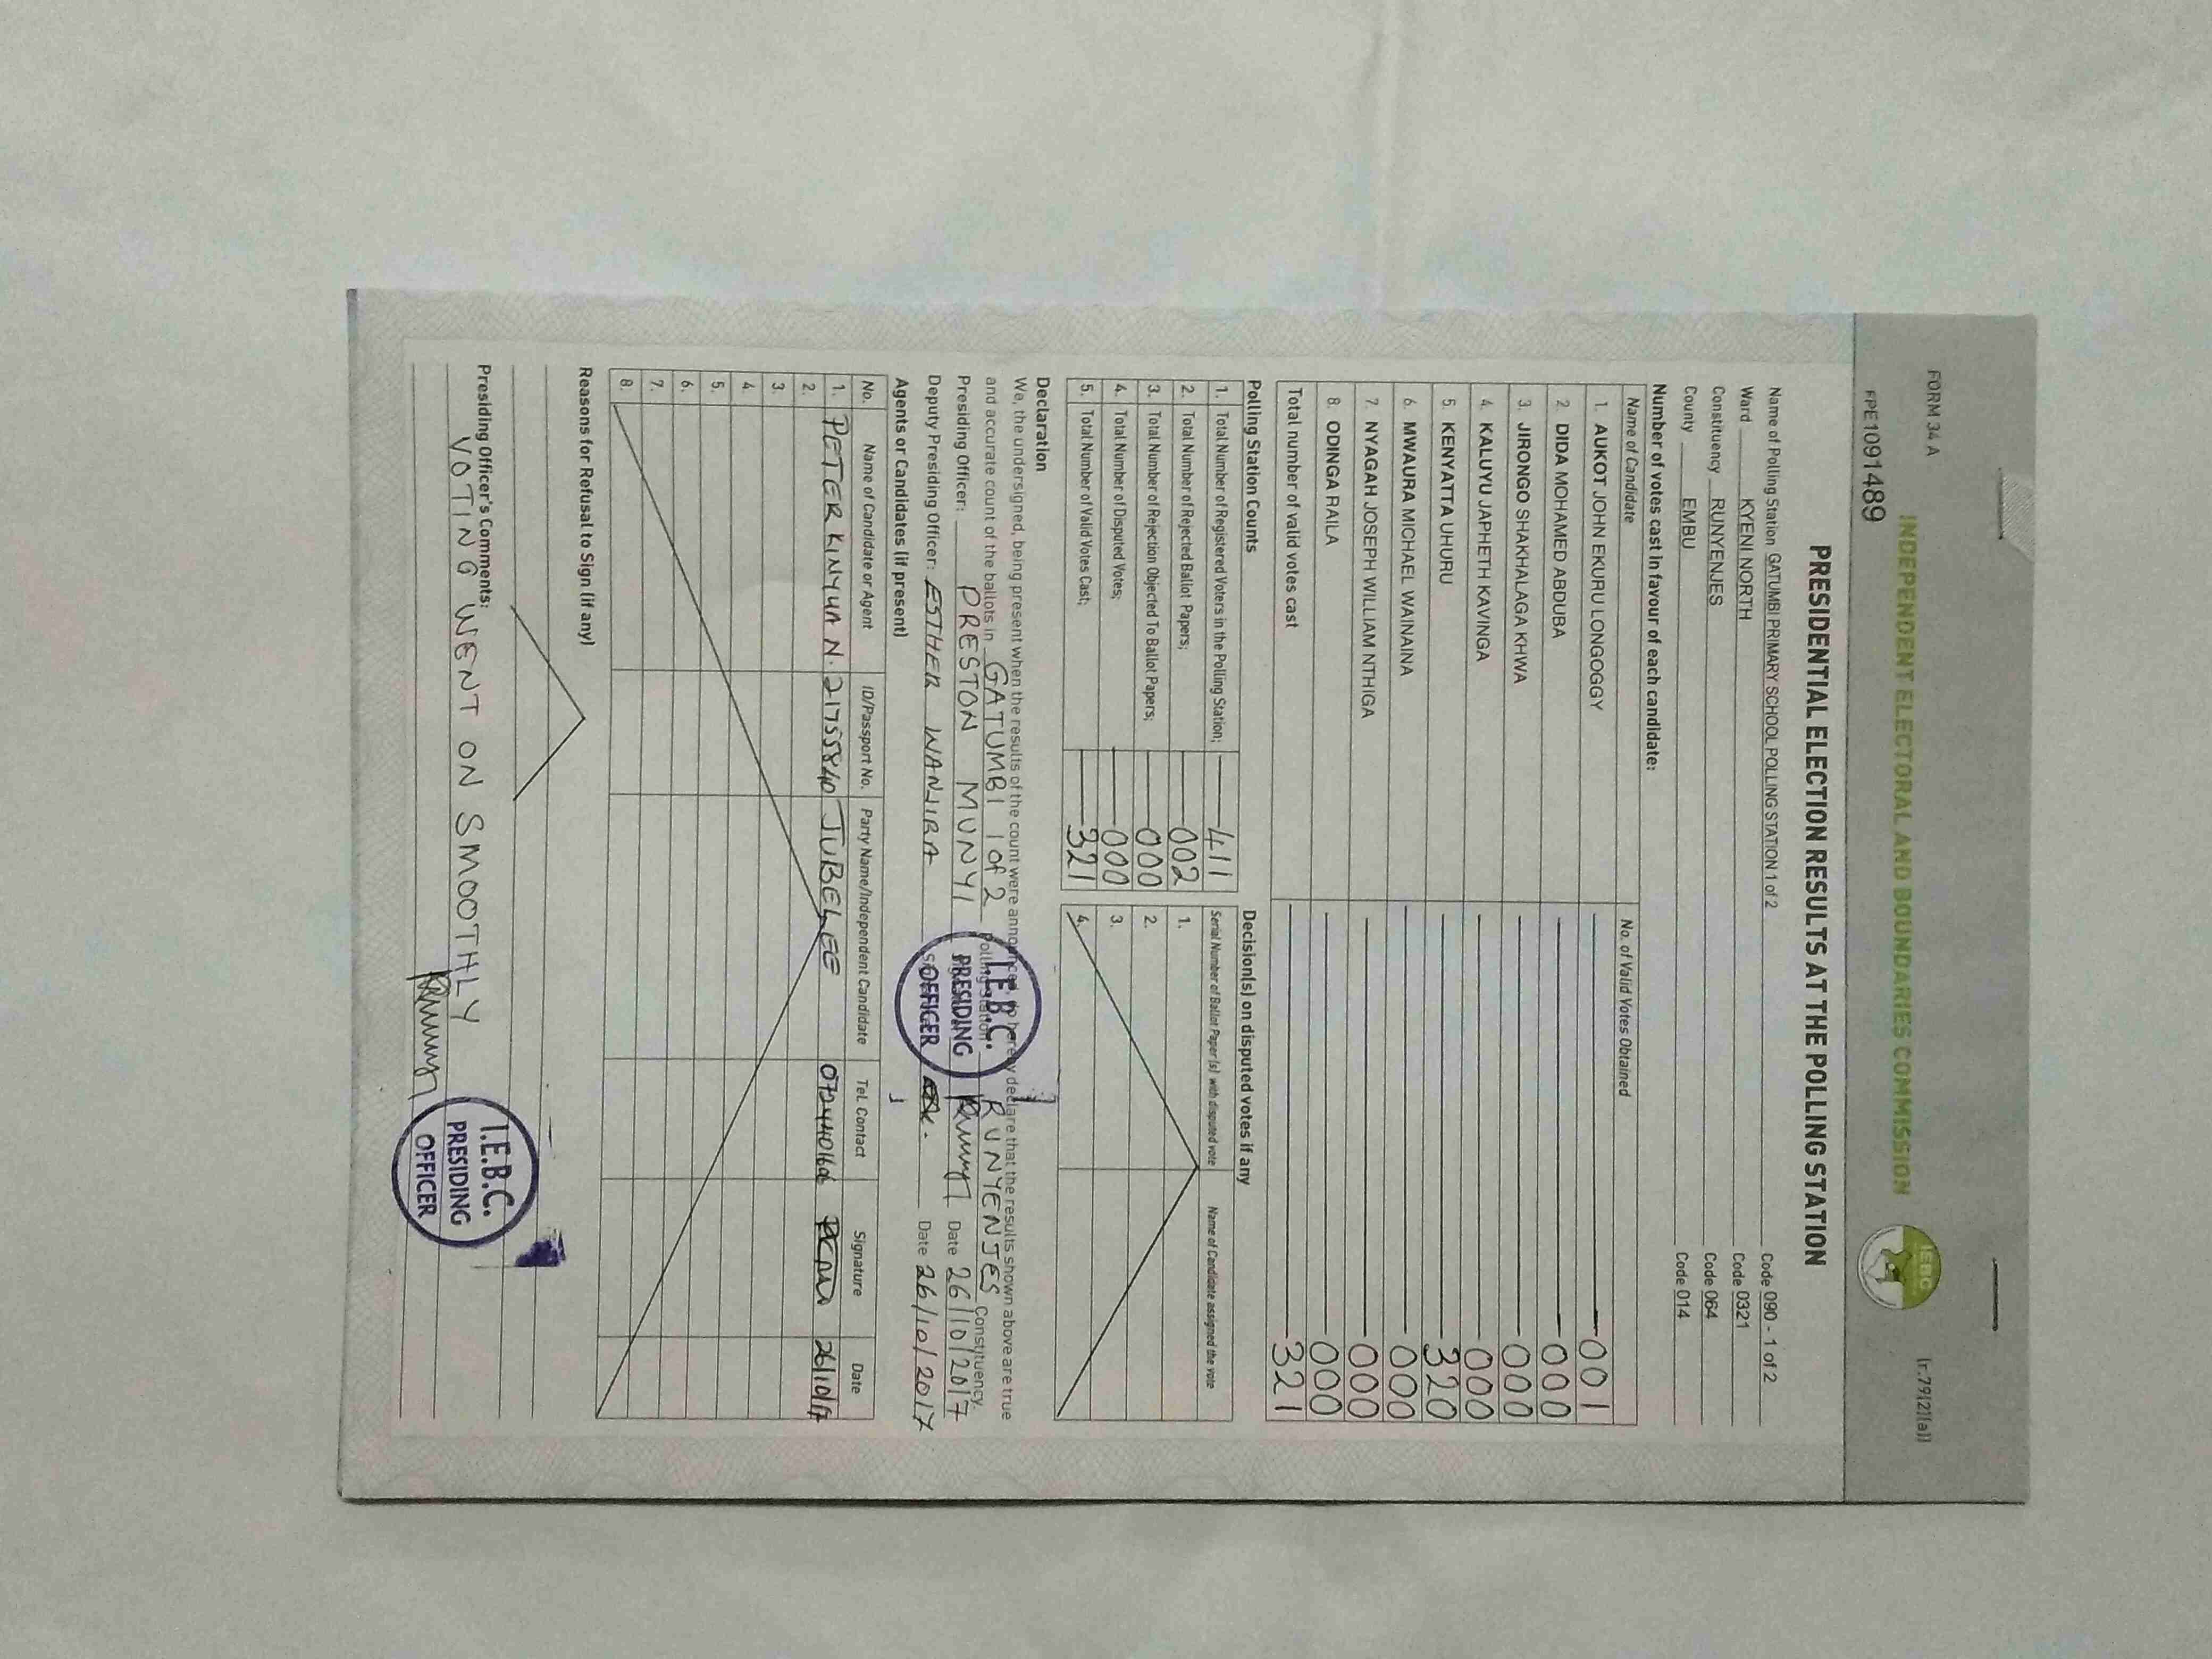 FORM 34 A
(r.79(2)(a))
INDEPENDENT ELECTORAL AND BOUNDARIES COMMISSION
IEBC
FPE1091489
PRESIDENTIAL ELECTION RESULTS AT THE POLLING STATION
Name of Polling Station GATUMBI PRIMARY SCHOOL POLLING STATION 1 of 2 Code 090 - 1 of 2
Ward KYENI NORTH Code 0321
Constituency RUNYENJES Code 064
County EMBU Code 014
Number of votes cast in favour of each candidate:
Name of Candidate No. of Valid Votes Obtained
1. AUKOT JOHN EKURU LONGOGGY 001
2. DIDA MOHAMED ABDUBA 000
3. JIRONGO SHAKHALAGA KHWA 000
4. KALUYU JAPHETH KAVINGA 000
5. KENYATTA UHURU 320
6. MWAURA MICHAEL WAINAINA 000
7. NYAGAH JOSEPH WILLIAM NTHIGA 000
8. ODINGA RAILA 000
Total number of valid votes cast 321
Polling Station Counts
1. Total Number of Registered Voters in the Polling Station; 411
2. Total Number of Rejected Ballot Papers; 002
3. Total Number of Rejection Objected To Ballot Papers; 000
4. Total Number of Disputed Votes; 000
5. Total Number of Valid Votes Cast; 321
Decision(s) on disputed votes if any
Serial Number of Ballot Paper (s) with disputed vote Name of Candidate assigned the vote
1.
2.
3.
4.
Declaration
We, the undersigned, being present when the results of the count were announced, do hereby declare that the results shown above are true
and accurate count of the ballots in GATUMBI 1 of 2 Polling station RUNYENJES Constituency.
Presiding Officer: PRESTON MUNYI Date 26/10/2017
Deputy Presiding Officer: ESTHER WANJIRA Date 26/10/2017
I.E.B.C.
PRESIDING
OFFICER
Agents or Candidates (if present)
No. Name of Candidate or Agent ID/Passport No. Party Name/Independent Candidate Tel. Contact Signature Date
1. PETER KINYUA N. 21755840 JUBELEE 26/10/17
2.
3.
4.
5.
6.
7.
8.
Reasons for Refusal to Sign (if any)
Presiding Officer's Comments:
VOTING WENT ON SMOOTHLY
I.E.B.C.
PRESIDING
OFFICER